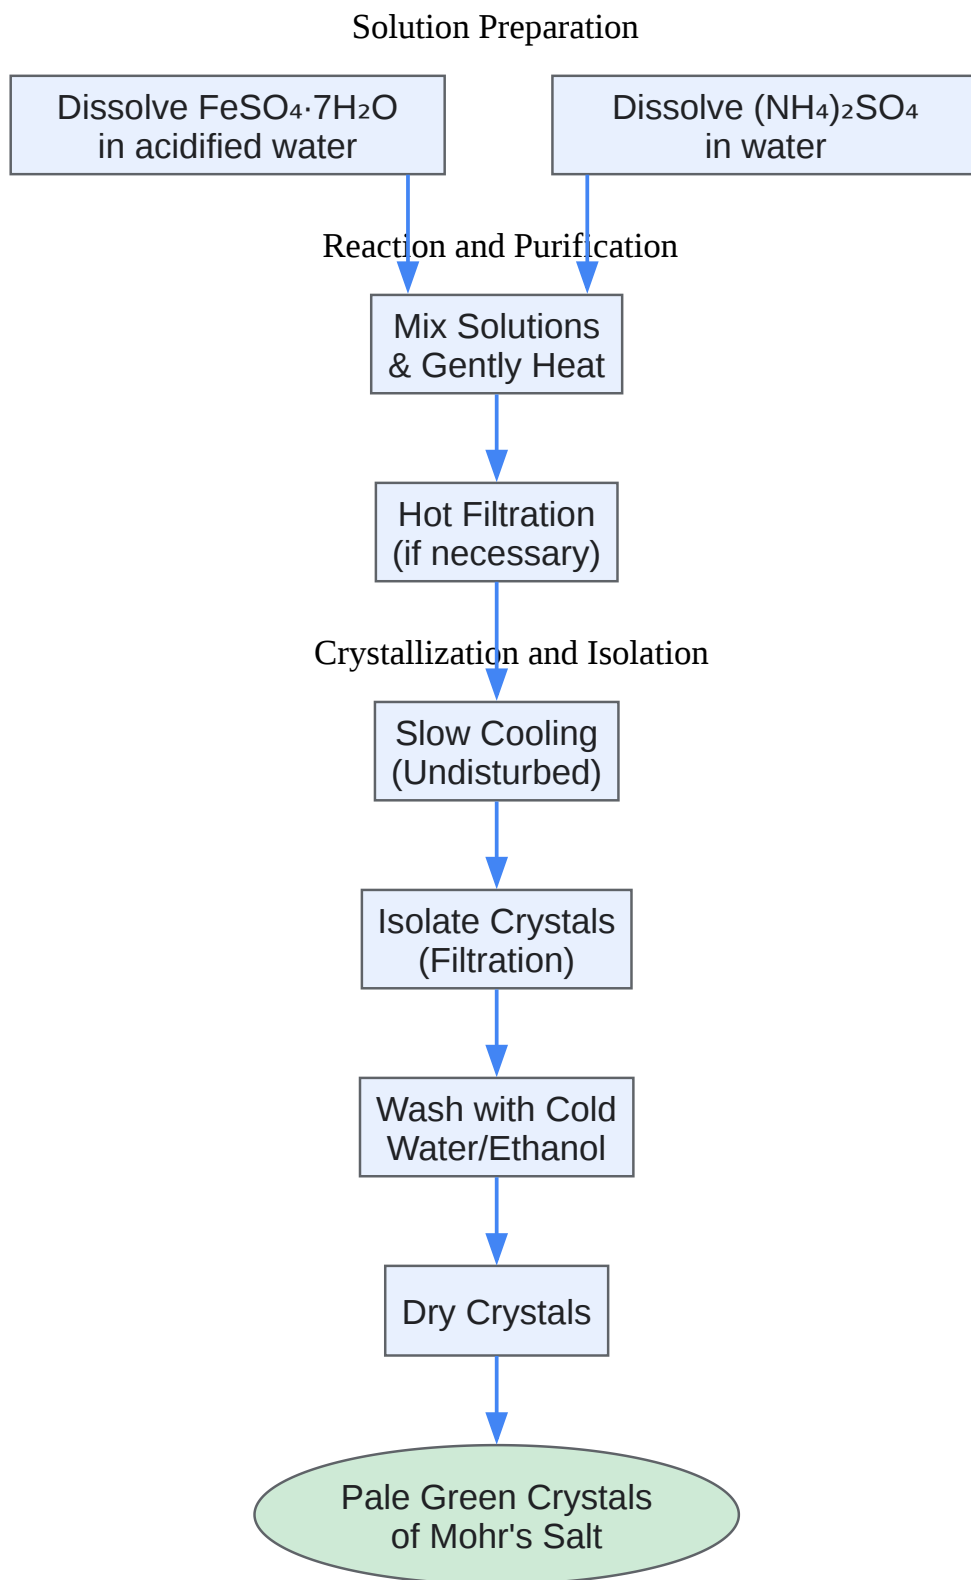 Solution Preparation
Dissolve FeSO₄·7H₂O
in acidified water
Dissolve (NH₄)₂SO₄
in water
Reaction and Purification
Mix Solutions
& Gently Heat
Hot Filtration
(if necessary)
Crystallization and Isolation
Slow Cooling
(Undisturbed)
Isolate Crystals
(Filtration)
Wash with Cold
Water/Ethanol
Dry Crystals
Pale Green Crystals
of Mohr's Salt